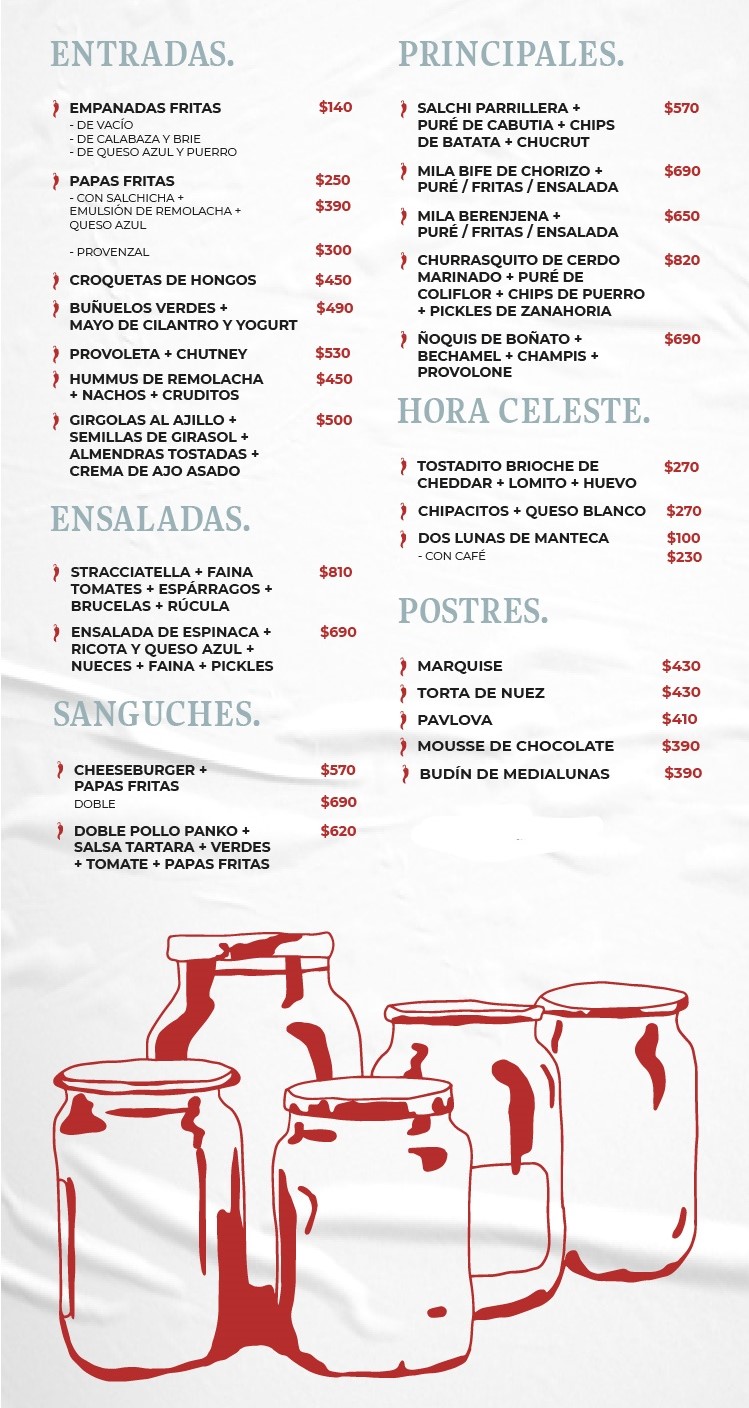 ENTRADAS.
EMPANADAS FRITAS $140
- DE VACÍO
- DE CALABAZA Y BRIE
- DE QUESO AZUL Y PUERRO
PAPAS FRITAS $250
- CON SALCHICHA + $390
EMULSIÓN DE REMOLACHA +
QUESO AZUL
- PROVENZAL $300
CROQUETAS DE HONGOS $450
BUÑUELOS VERDES + $490
MAYO DE CILANTRO Y YOGURT
PROVOLETA + CHUTNEY $530
HUMMUS DE REMOLACHA $450
+ NACHOS + CRUDITOS
GIRGOLAS AL AJILLO + $500
SEMILLAS DE GIRASOL +
ALMENDRAS TOSTADAS +
CREMA DE AJO ASADO
ENSALADAS.
STRACCIATELLA + FAINA $810
TOMATES + ESPÁRRAGOS +
BRUCELAS + RÚCULA
ENSALADA DE ESPINACA + $690
RICOTA Y QUESO AZUL +
NUECES + FAINA + PICKLES
SANGUCHES.
CHEESEBURGER + $570
PAPAS FRITAS
DOBLE $690
DOBLE POLLO PANKO + $620
SALSA TARTARA + VERDES
+ TOMATE + PAPAS FRITAS
PRINCIPALES.
SALCHI PARRILLERA + $570
PURÉ DE CABUTIA + CHIPS
DE BATATA + CHUCRUT
MILA BIFE DE CHORIZO + $690
PURÉ / FRITAS / ENSALADA
MILA BERENJENA + $650
PURÉ / FRITAS / ENSALADA
CHURRASQUITO DE CERDO $820
MARINADO + PURÉ DE
COLIFLOR + CHIPS DE PUERRO
+ PICKLES DE ZANAHORIA
ÑOQUIS DE BOÑATO + $690
BECHAMEL + CHAMPIS +
PROVOLONE
HORA CELESTE.
TOSTADITO BRIOCHE DE $270
CHEDDAR + LOMITO + HUEVO
CHIPACITOS + QUESO BLANCO $270
DOS LUNAS DE MANTECA $100
- CON CAFÉ $230
POSTRES.
MARQUISE $430
TORTA DE NUEZ $430
PAVLOVA $410
MOUSSE DE CHOCOLATE $390
BUDÍN DE MEDIALUNAS $390